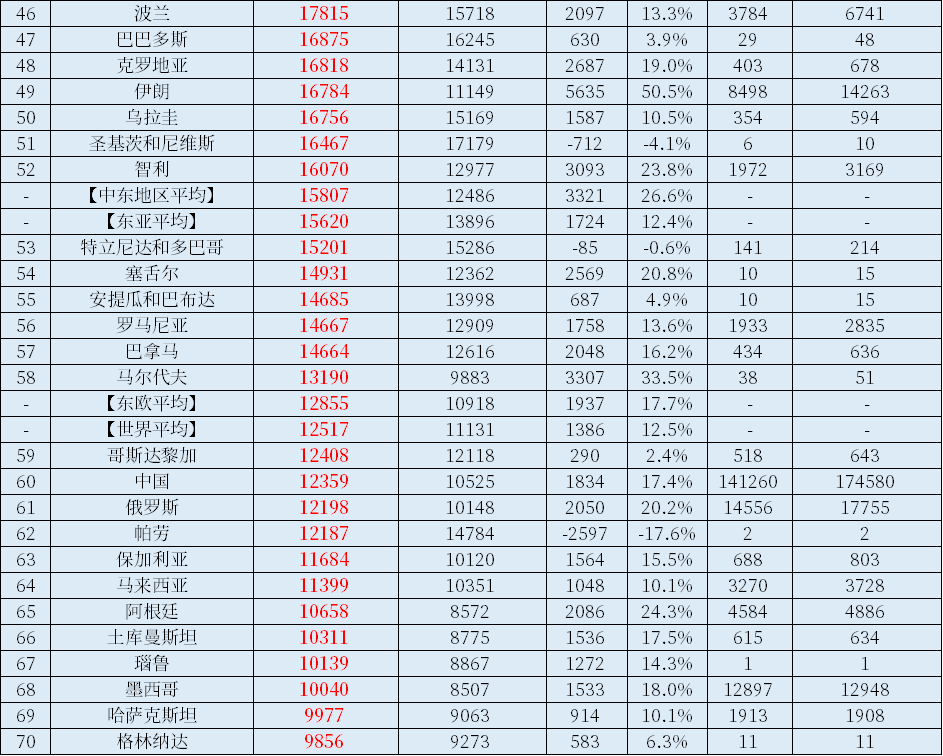 46 波兰 17815 15718 2097 13.3% 3784 6741
47 巴巴多斯 16875 16245 630 3.9% 29 48
48 克罗地亚 16818 14131 2687 19.0% 403 678
49 伊朗 16784 11149 5635 50.5% 8498 14263
50 乌拉圭 16756 15169 1587 10.5% 354 594
51 圣基茨和尼维斯 16467 17179 -712 -4.1% 6 10
52 智利 16070 12977 3093 23.8% 1972 3169
- 【中东地区平均】 15807 12486 3321 26.6% - -
- 【东亚平均】 15620 13896 1724 12.4% - -
53 特立尼达和多巴哥 15201 15286 -85 -0.6% 141 214
54 塞舌尔 14931 12362 2569 20.8% 10 15
55 安提瓜和巴布达 14685 13998 687 4.9% 10 15
56 罗马尼亚 14667 12909 1758 13.6% 1933 2835
57 巴拿马 14664 12616 2048 16.2% 434 636
58 马尔代夫 13190 9883 3307 33.5% 38 51
- 【东欧平均】 12855 10918 1937 17.7% - -
- 【世界平均】 12517 11131 1386 12.5% - -
59 哥斯达黎加 12408 12118 290 2.4% 518 643
60 中国 12359 10525 1834 17.4% 141260 174580
61 俄罗斯 12198 10148 2050 20.2% 14556 17755
62 帕劳 12187 14784 -2597 -17.6% 2 2
63 保加利亚 11684 10120 1564 15.5% 688 803
64 马来西亚 11399 10351 1048 10.1% 3270 3728
65 阿根廷 10658 8572 2086 24.3% 4584 4886
66 土库曼斯坦 10311 8775 1536 17.5% 615 634
67 瑙鲁 10139 8867 1272 14.3% 1 1
68 墨西哥 10040 8507 1533 18.0% 12897 12948
69 哈萨克斯坦 9977 9063 914 10.1% 1913 1908
70 格林纳达 9856 9273 583 6.3% 11 11